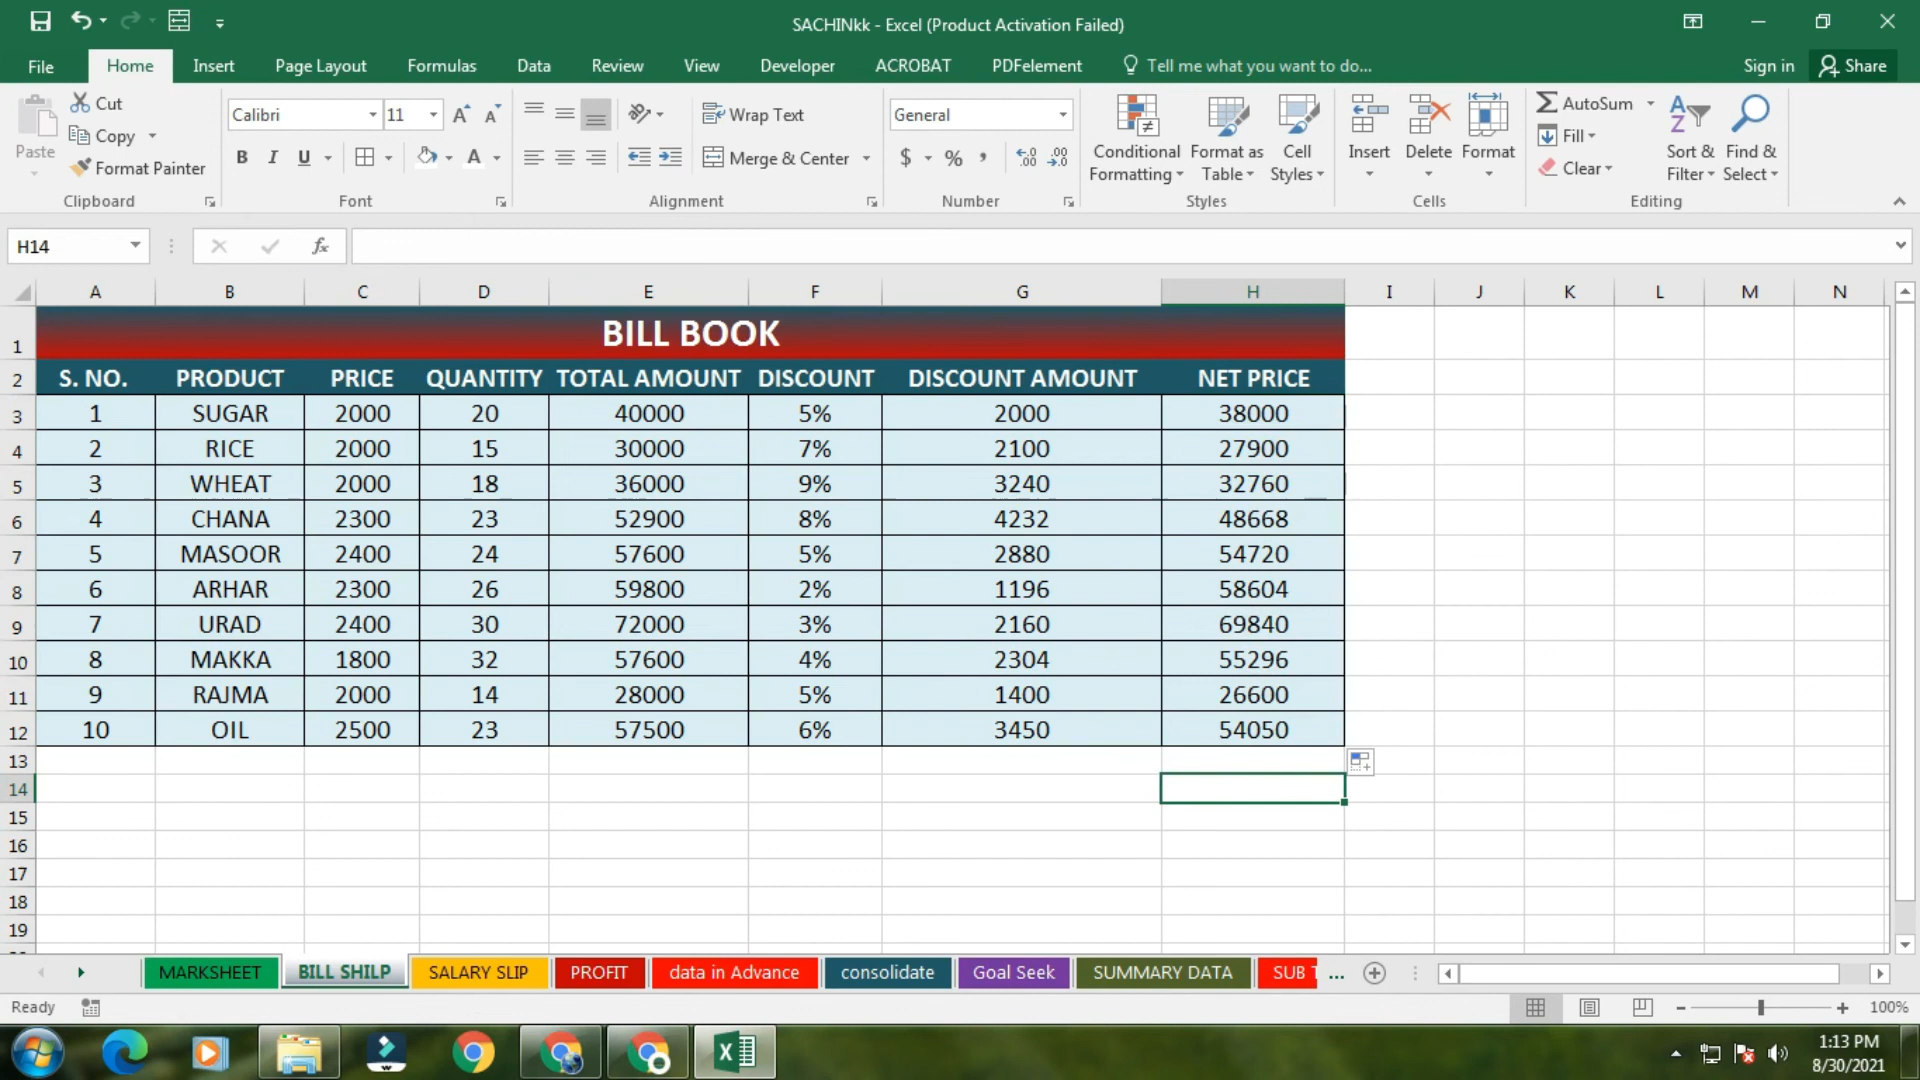 SACHINkk - Excel (Product Activation Failed)
File Home Insert Page Layout Formulas Data Review View Developer ACROBAT PDFelement Tell me what you want to do... Sign in Share
Paste Cut Copy Format Painter
Calibri 11
B I U A
Wrap Text
Merge & Center
General
$ % ,
Conditional Formatting Format as Table Cell Styles
Insert Delete Format
AutoSum Fill Clear
Sort & Filter Find & Select
Clipboard Font Alignment Number Styles Cells Editing
H14 fx
A B C D E F G H I J K L M N
1 BILL BOOK
2 S. NO. PRODUCT PRICE QUANTITY TOTAL AMOUNT DISCOUNT DISCOUNT AMOUNT NET PRICE
3 1 SUGAR 2000 20 40000 5% 2000 38000
4 2 RICE 2000 15 30000 7% 2100 27900
5 3 WHEAT 2000 18 36000 9% 3240 32760
6 4 CHANA 2300 23 52900 8% 4232 48668
7 5 MASOOR 2400 24 57600 5% 2880 54720
8 6 ARHAR 2300 26 59800 2% 1196 58604
9 7 URAD 2400 30 72000 3% 2160 69840
10 8 MAKKA 1800 32 57600 4% 2304 55296
11 9 RAJMA 2000 14 28000 5% 1400 26600
12 10 OIL 2500 23 57500 6% 3450 54050
13
14
15
16
17
18
19
MARKSHEET BILL SHILP SALARY SLIP PROFIT data in Advance consolidate Goal Seek SUMMARY DATA SUB ...
Ready 100%
1:13 PM
8/30/2021